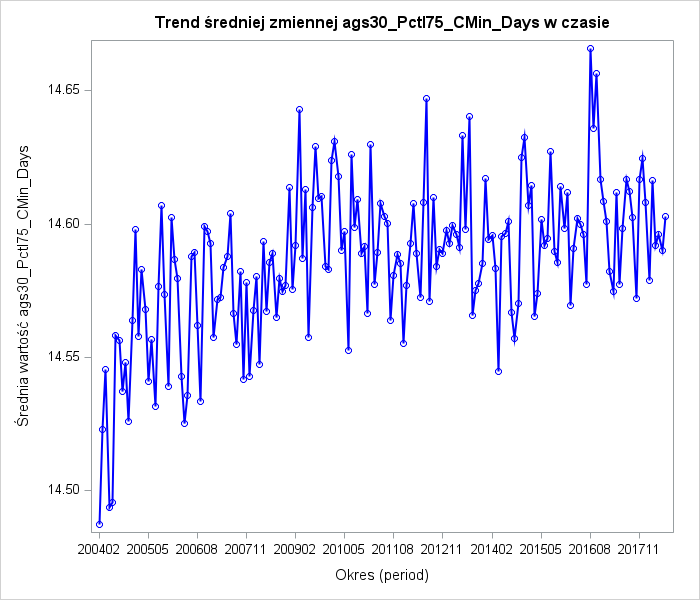 Trend średniej zmiennej ags30_Pctl75_CMin_Days w czasie
Średnia wartość ags30_Pctl75_CMin_Days
14.65
14.60
14.55
14.50
200402 200505 200608 200711 200902 201005 201108 201211 201402 201505 201608 201711
Okres (period)